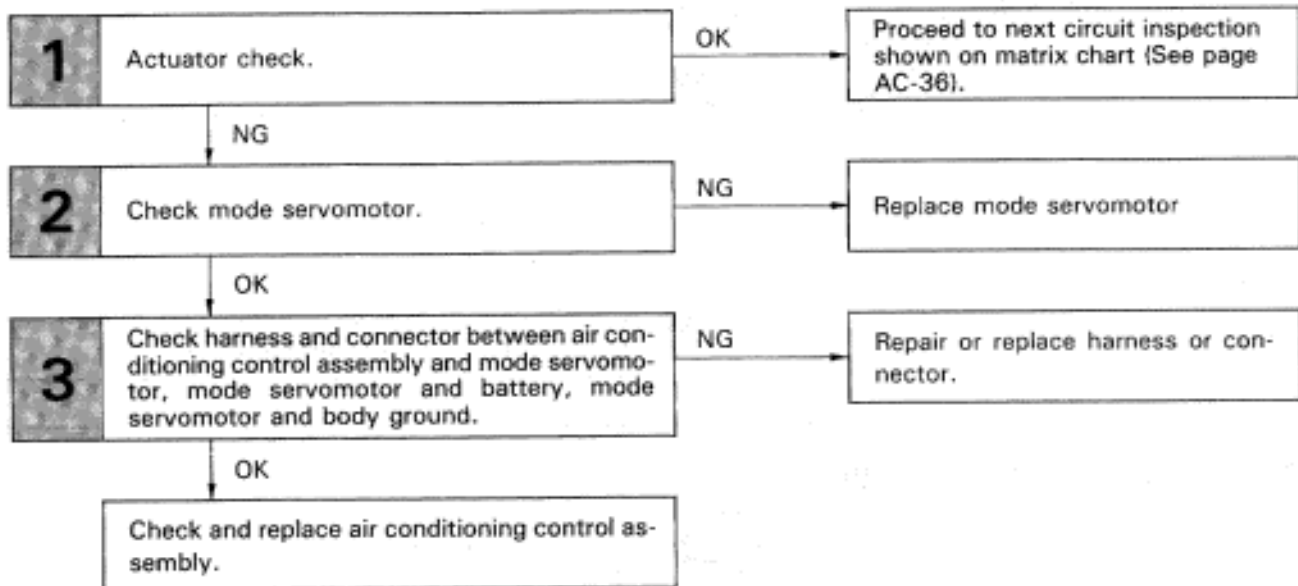 1
Actuator check.
OK
Proceed to next circuit inspection
shown on matrix chart (See page
AC-36).
NG
2
Check mode servomotor.
NG
Replace mode servomotor
OK
3
Check harness and connector between air con-
ditioning control assembly and mode servomo-
tor, mode servomotor and battery, mode
servomotor and body ground.
NG
Repair or replace harness or con-
nector.
OK
Check and replace air conditioning control as-
sembly.